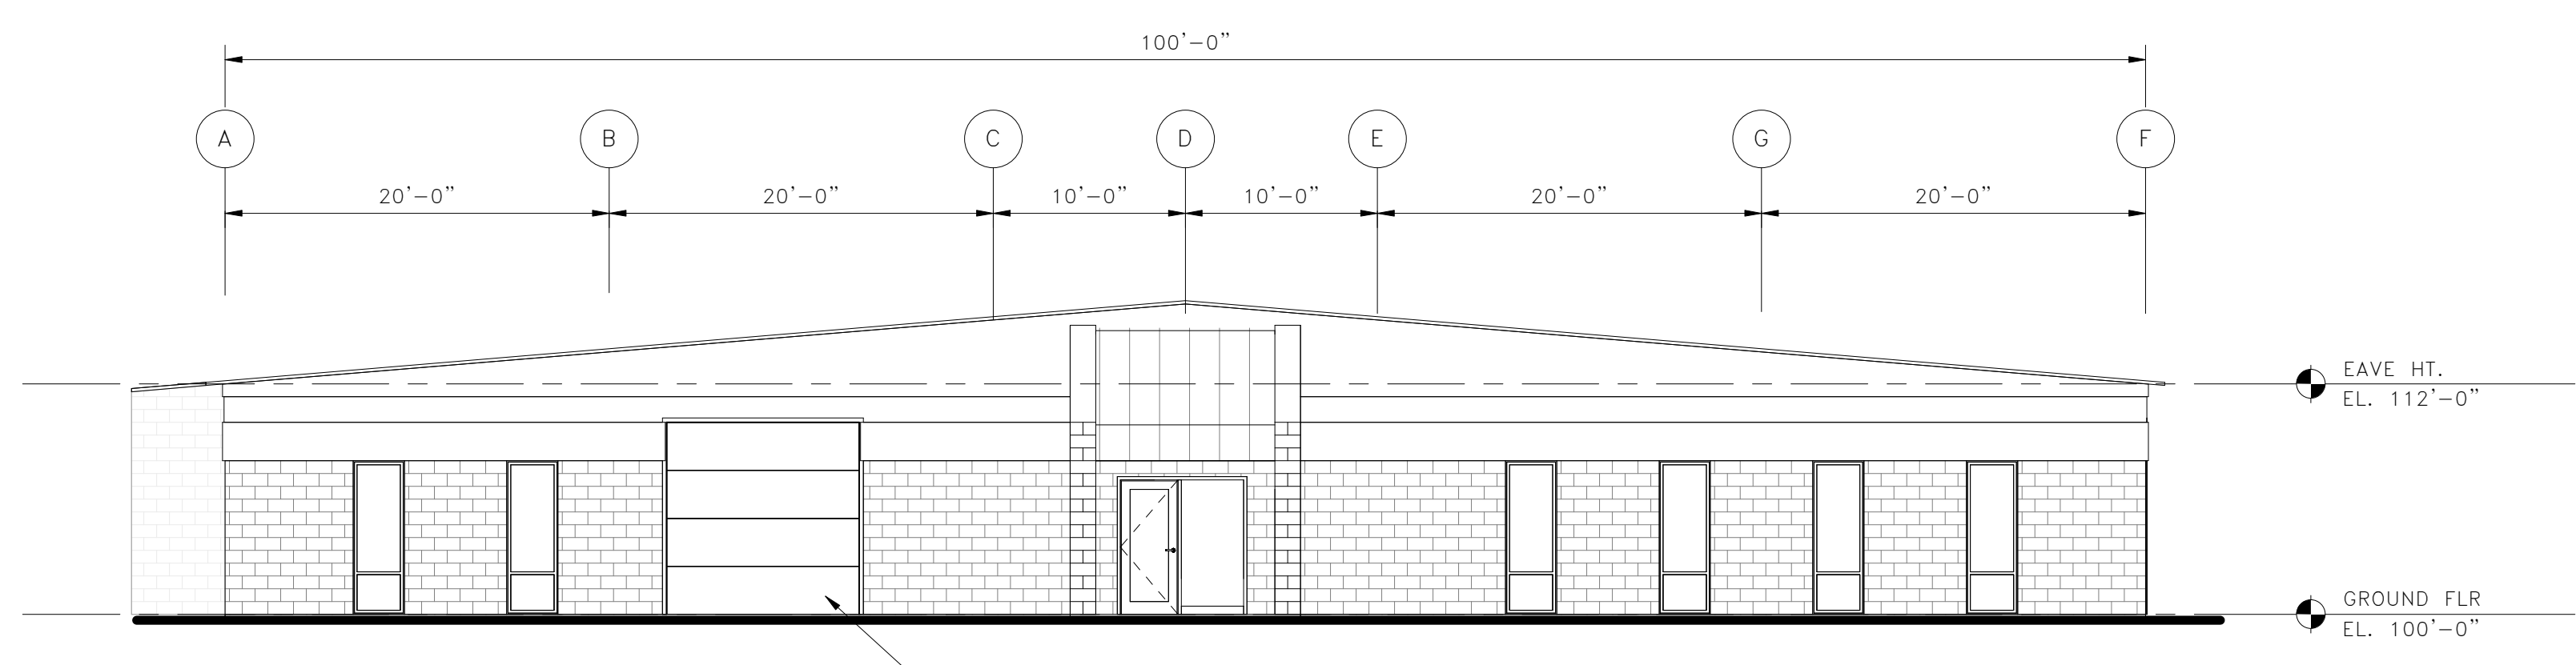 100'-0"
A B C D E G F
20'-0" 20'-0" 10'-0" 10'-0" 20'-0" 20'-0"
EAVE HT.
EL. 112'-0"
GROUND FLR
EL. 100'-0"